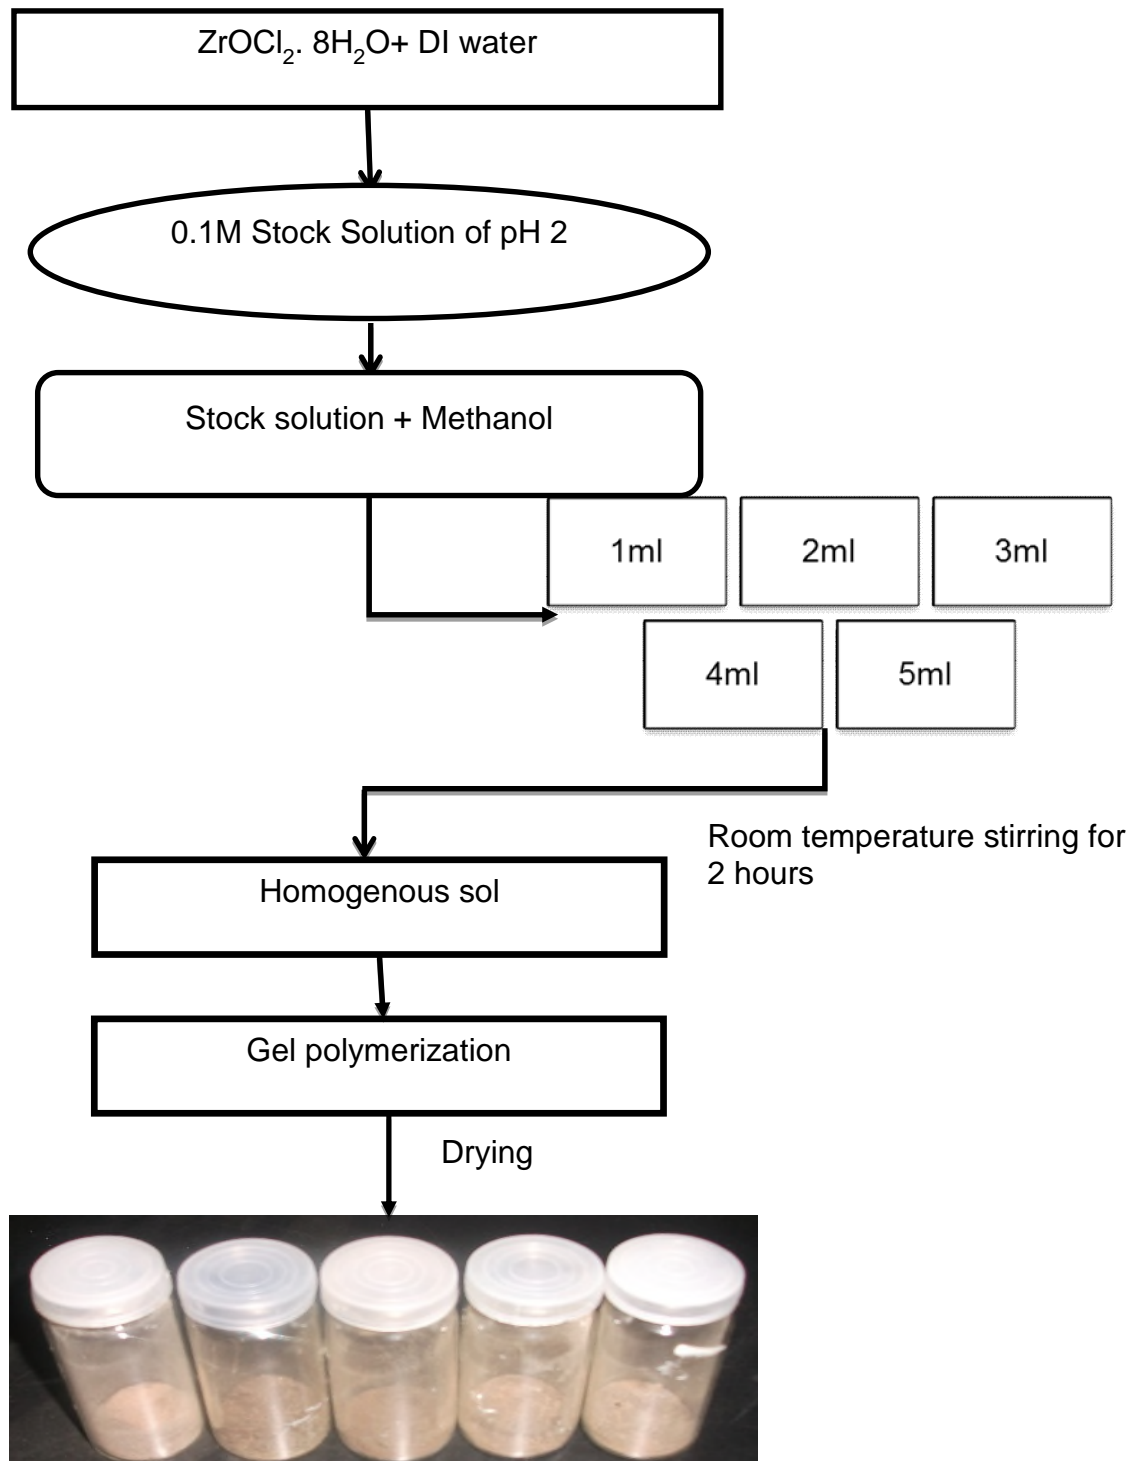 ZrOCl₂. 8H₂O+ DI water
0.1M Stock Solution of pH 2
Stock solution + Methanol
1ml
2ml
3ml
4ml
5ml
Room temperature stirring for
2 hours
Homogenous sol
Gel polymerization
Drying